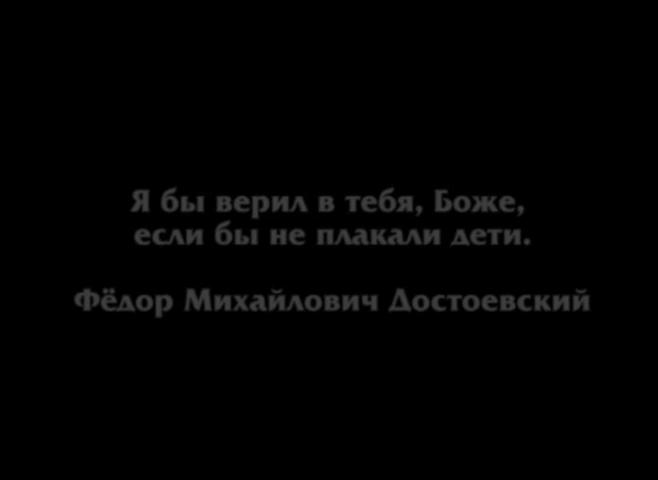 Я бы верил в тебя, Боже,
если бы не плакали дети.
Фёдор Михайлович Достоевский